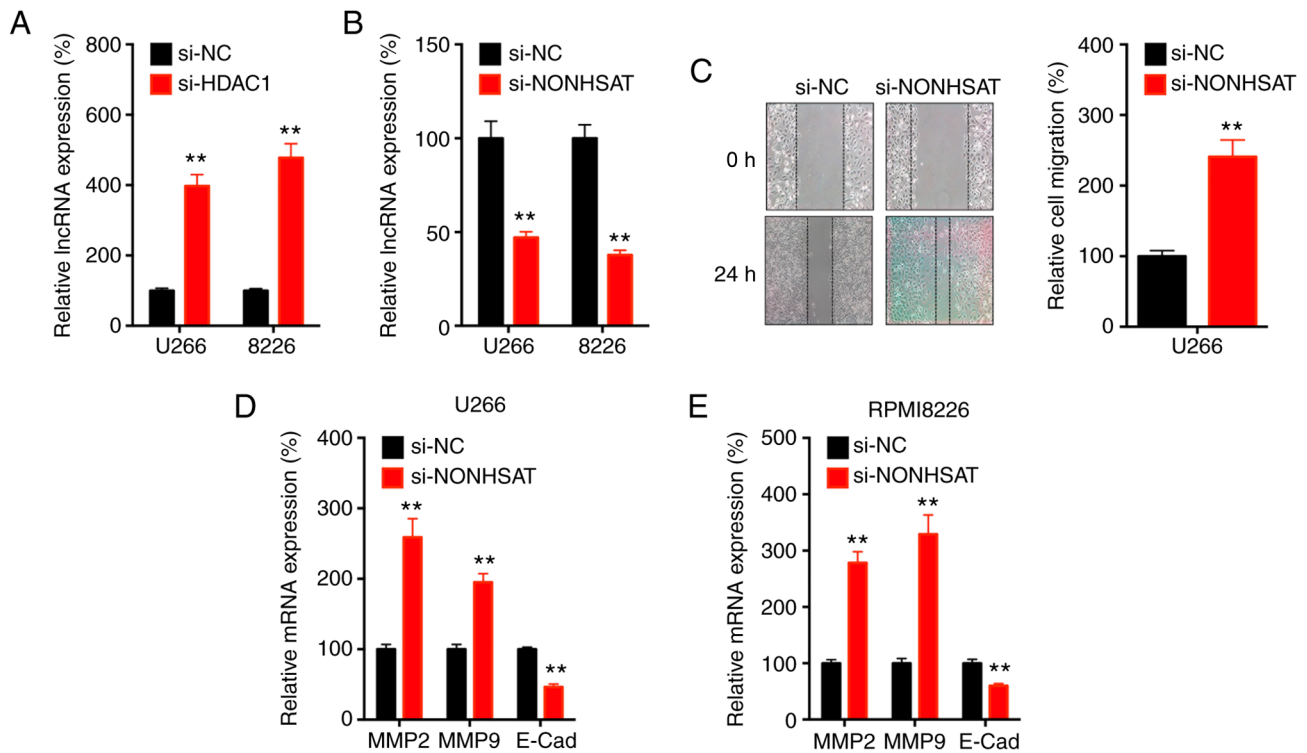 A
Relative lncRNA expression (%)
800
600
400
200
0
si-NC
si-HDAC1
**
**
U266
8226
B
Relative lncRNA expression (%)
150
100
50
0
si-NC
si-NONHSAT
**
**
U266
8226
C
si-NC
si-NONHSAT
0 h
24 h
Relative cell migration (%)
400
300
200
100
0
si-NC
si-NONHSAT
**
U266
D
U266
Relative mRNA expression (%)
400
300
200
100
0
si-NC
si-NONHSAT
**
**
**
MMP2
MMP9
E-Cad
E
RPMI8226
Relative mRNA expression (%)
500
400
300
200
100
0
si-NC
si-NONHSAT
**
**
**
MMP2
MMP9
E-Cad